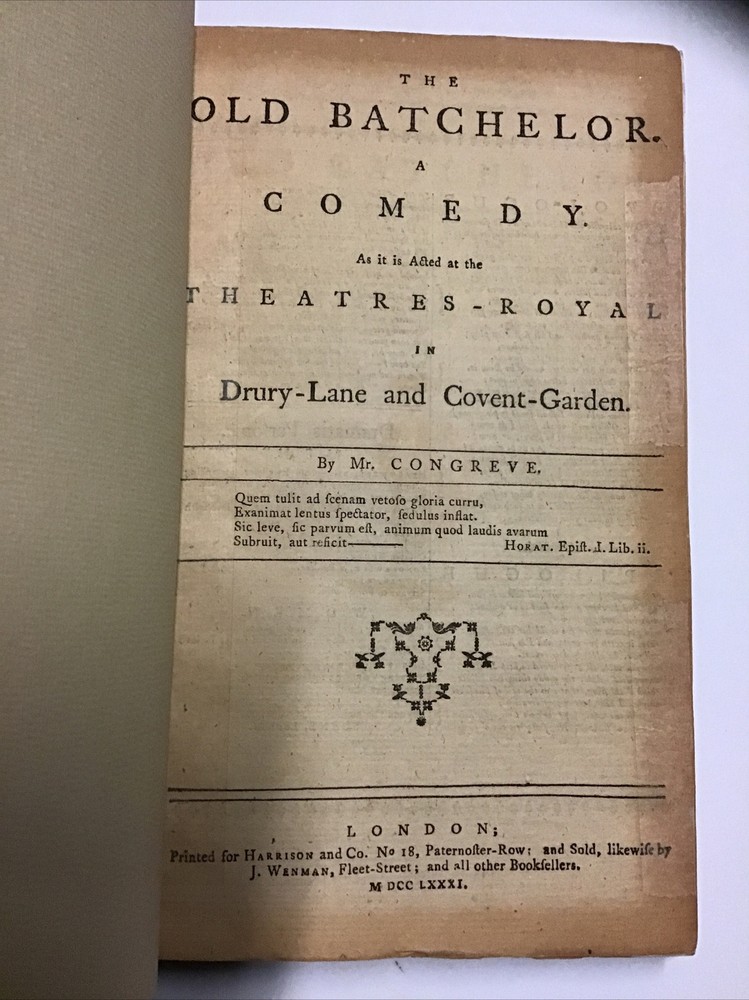 THE
OLD BATCHELOR.
A
COMEDY.
As it is Acted at the
THEATRES-ROYAL
IN
Drury-Lane and Covent-Garden.
By Mr. CONGREVE.
Quem tulit ad ſcenam vetoſo gloria curru,
Exanimat lentus ſpectator, ſedulus inflat.
Sic leve, ſic parvum eſt, animum quod laudis avarum
Subruit, aut reficit—— HORAT. Epiſt. I. Lib. ii.
LONDON;
Printed for HARRISON and Co. No 18, Paternoſter-Row: and Sold, likewiſe by
J. WENMAN, Fleet-Street; and all other Bookſellers.
M DCC LXXXI.